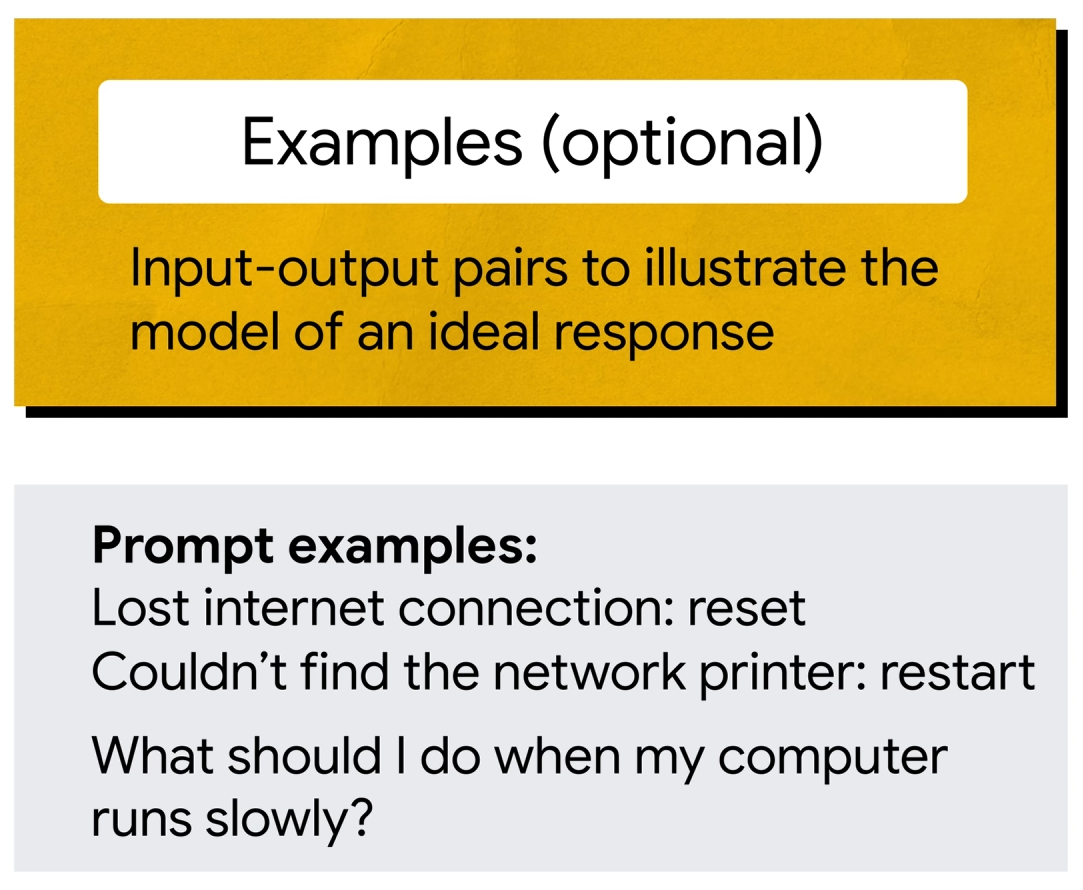 Examples (optional)
Input-output pairs to illustrate the
model of an ideal response
Prompt examples:
Lost internet connection: reset
Couldn’t find the network printer: restart
What should I do when my computer
runs slowly?